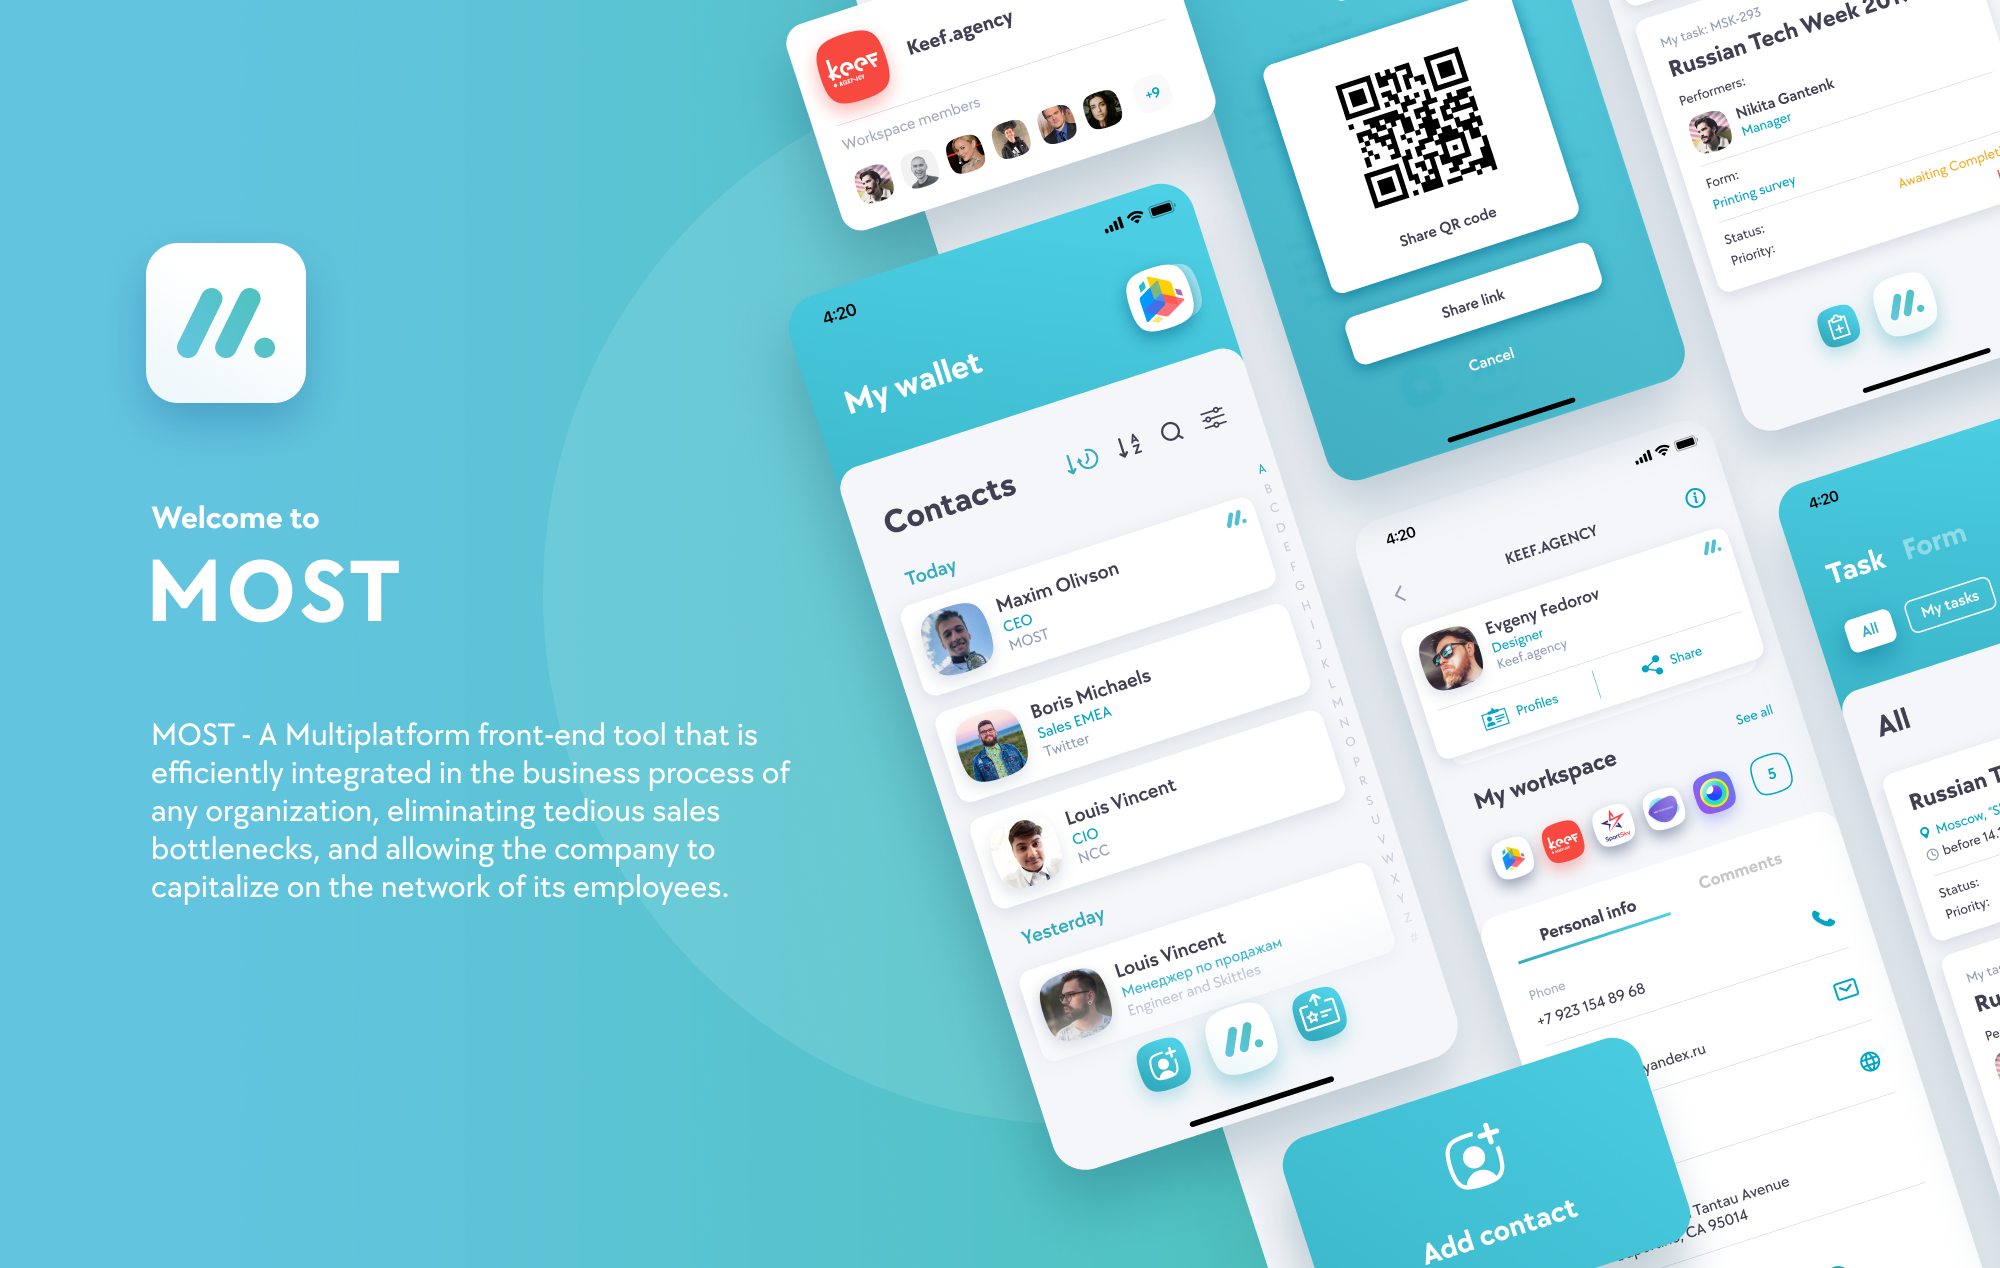 Welcome to
MOST
MOST - A Multiplatform front-end tool that is
efficiently integrated in the business process of
any organization, eliminating tedious sales
bottlenecks, and allowing the company to
capitalize on the network of its employees.
keeF
Keef.agency
Workspace members
+9
4:20
My wallet
Contacts
A
Z
Today
Maxim Olivson
CEO
MOST
Boris Michaels
Sales EMEA
Twitter
Louis Vincent
CIO
NCC
Yesterday
Louis Vincent
Менеджер по продажам
Engineer and Skittles
A
B
C
D
E
F
G
H
I
J
K
L
M
N
O
P
R
S
U
V
W
X
Y
Z
#
Share QR code
Share link
Cancel
4:20
KEEF.AGENCY
Evgeny Fedorov
Designer
Keef.agency
Profiles
Share
See all
My workspace
keeF
SportSky
5
Personal info
Comments
Phone
+7 923 154 89 68
yandex.ru
Tantau Avenue
CA 95014
Add contact
My task: MSK-293
Russian Tech Week
Performers:
Nikita Gantenk
Manager
Form:
Printing survey
Status:
Awaiting
Priority:
4:20
Task
Form
All
My tasks
All
Russian
Moscow,
before 14.
Status:
Priority:
My